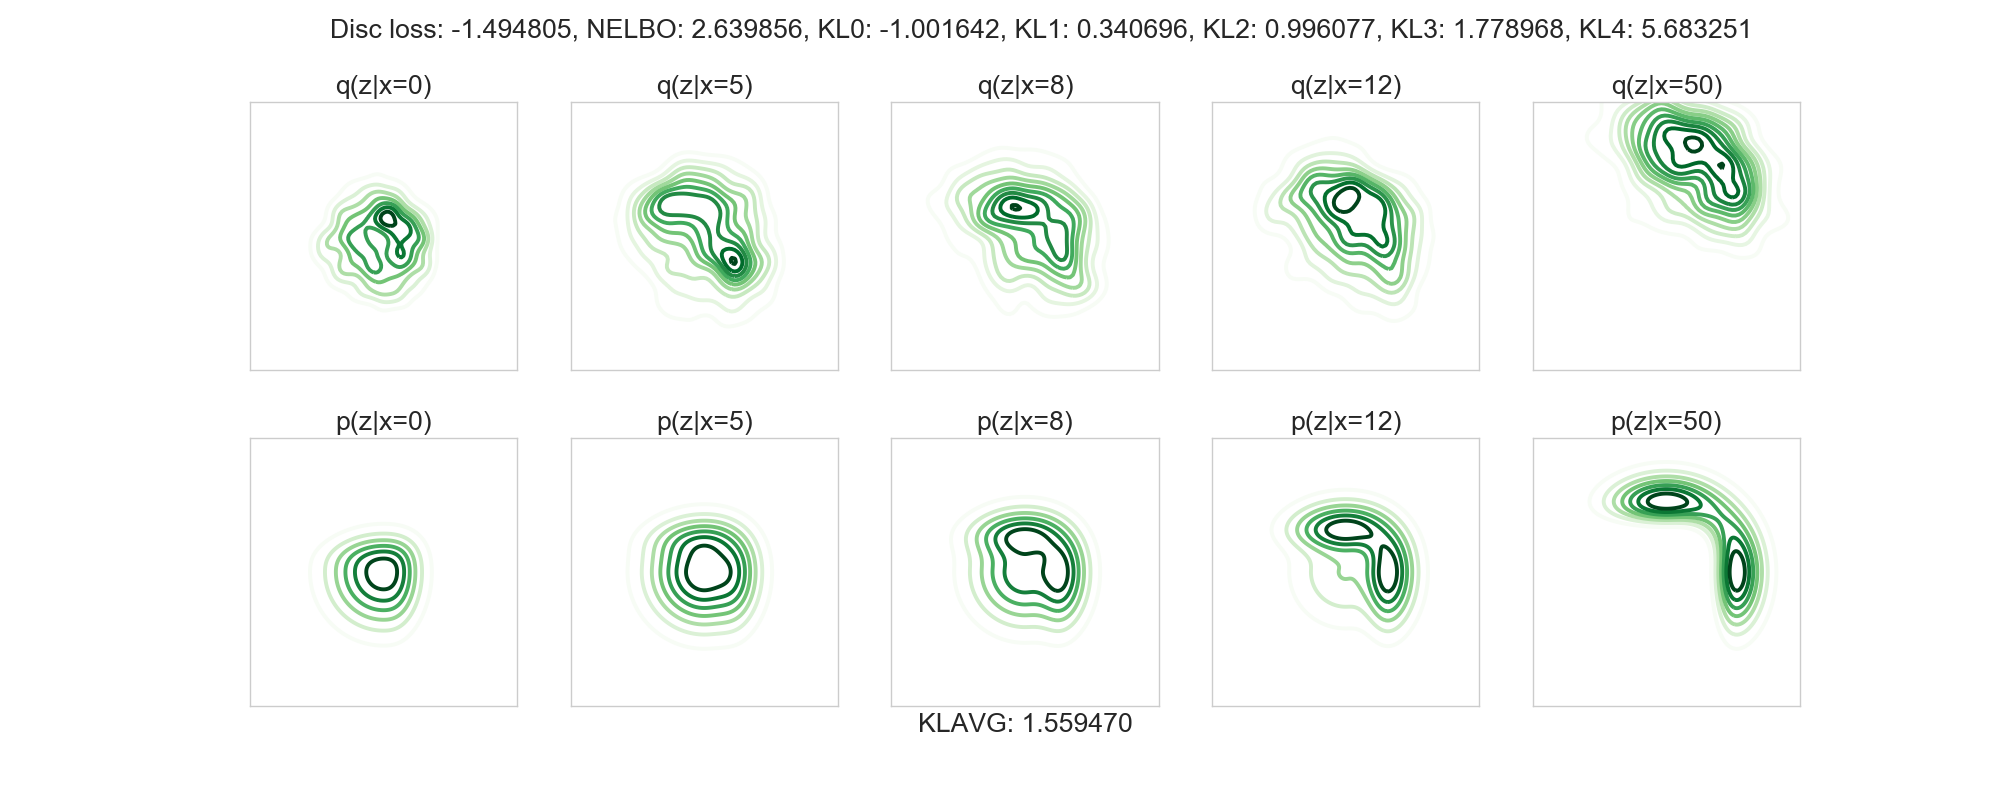 Disc loss: -1.494805, NELBO: 2.639856, KL0: -1.001642, KL1: 0.340696, KL2: 0.996077, KL3: 1.778968, KL4: 5.683251
q(z|x=0) q(z|x=5) q(z|x=8) q(z|x=12) q(z|x=50)
p(z|x=0) p(z|x=5) p(z|x=8) p(z|x=12) p(z|x=50)
KLAVG: 1.559470